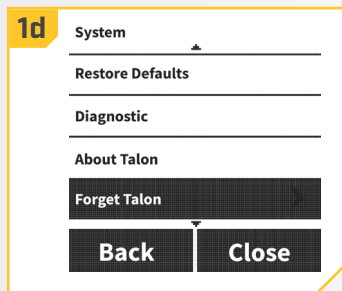 1d
System
Restore Defaults
Diagnostic
About Talon
Forget Talon
Back Close